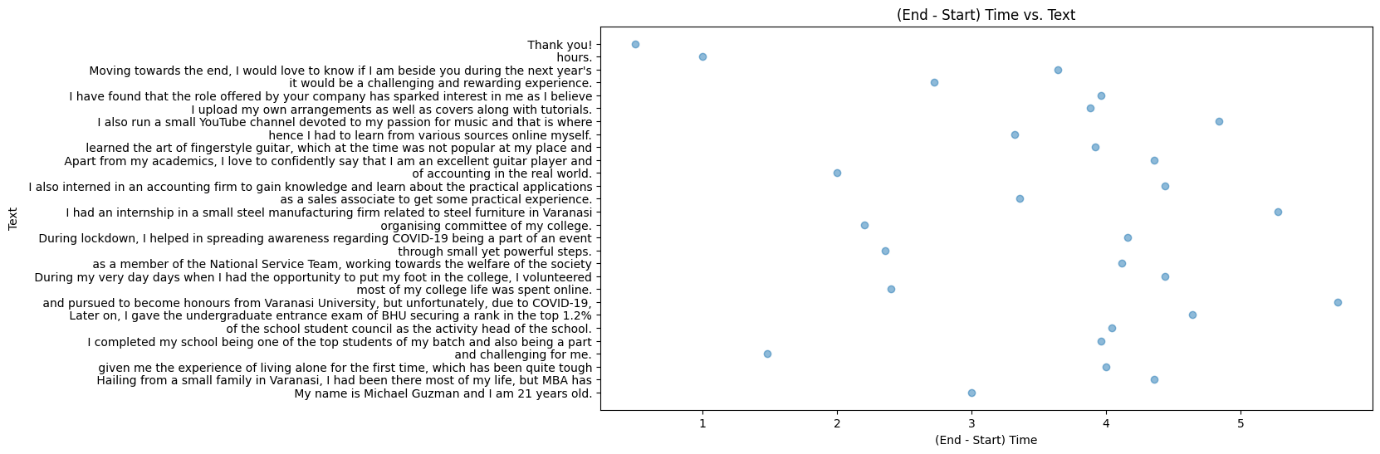 (End - Start) Time vs. Text
Thank you!
hours.
Moving towards the end, I would love to know if I am beside you during the next year's
it would be a challenging and rewarding experience.
I have found that the role offered by your company has sparked interest in me as I believe
I upload my own arrangements as well as covers along with tutorials.
I also run a small YouTube channel devoted to my passion for music and that is where
hence I had to learn from various sources online myself.
learned the art of fingerstyle guitar, which at the time was not popular at my place and
Apart from my academics, I love to confidently say that I am an excellent guitar player and
of accounting in the real world.
I also interned in an accounting firm to gain knowledge and learn about the practical applications
as a sales associate to get some practical experience.
I had an internship in a small steel manufacturing firm related to steel furniture in Varanasi
organising committee of my college.
During lockdown, I helped in spreading awareness regarding COVID-19 being a part of an event
through small yet powerful steps.
as a member of the National Service Team, working towards the welfare of the society
During my very day days when I had the opportunity to put my foot in the college, I volunteered
most of my college life was spent online.
and pursued to become honours from Varanasi University, but unfortunately, due to COVID-19,
Later on, I gave the undergraduate entrance exam of BHU securing a rank in the top 1.2%
of the school student council as the activity head of the school.
I completed my school being one of the top students of my batch and also being a part
and challenging for me.
given me the experience of living alone for the first time, which has been quite tough
Hailing from a small family in Varanasi, I had been there most of my life, but MBA has
My name is Michael Guzman and I am 21 years old.
Text
1 2 3 4 5
(End - Start) Time